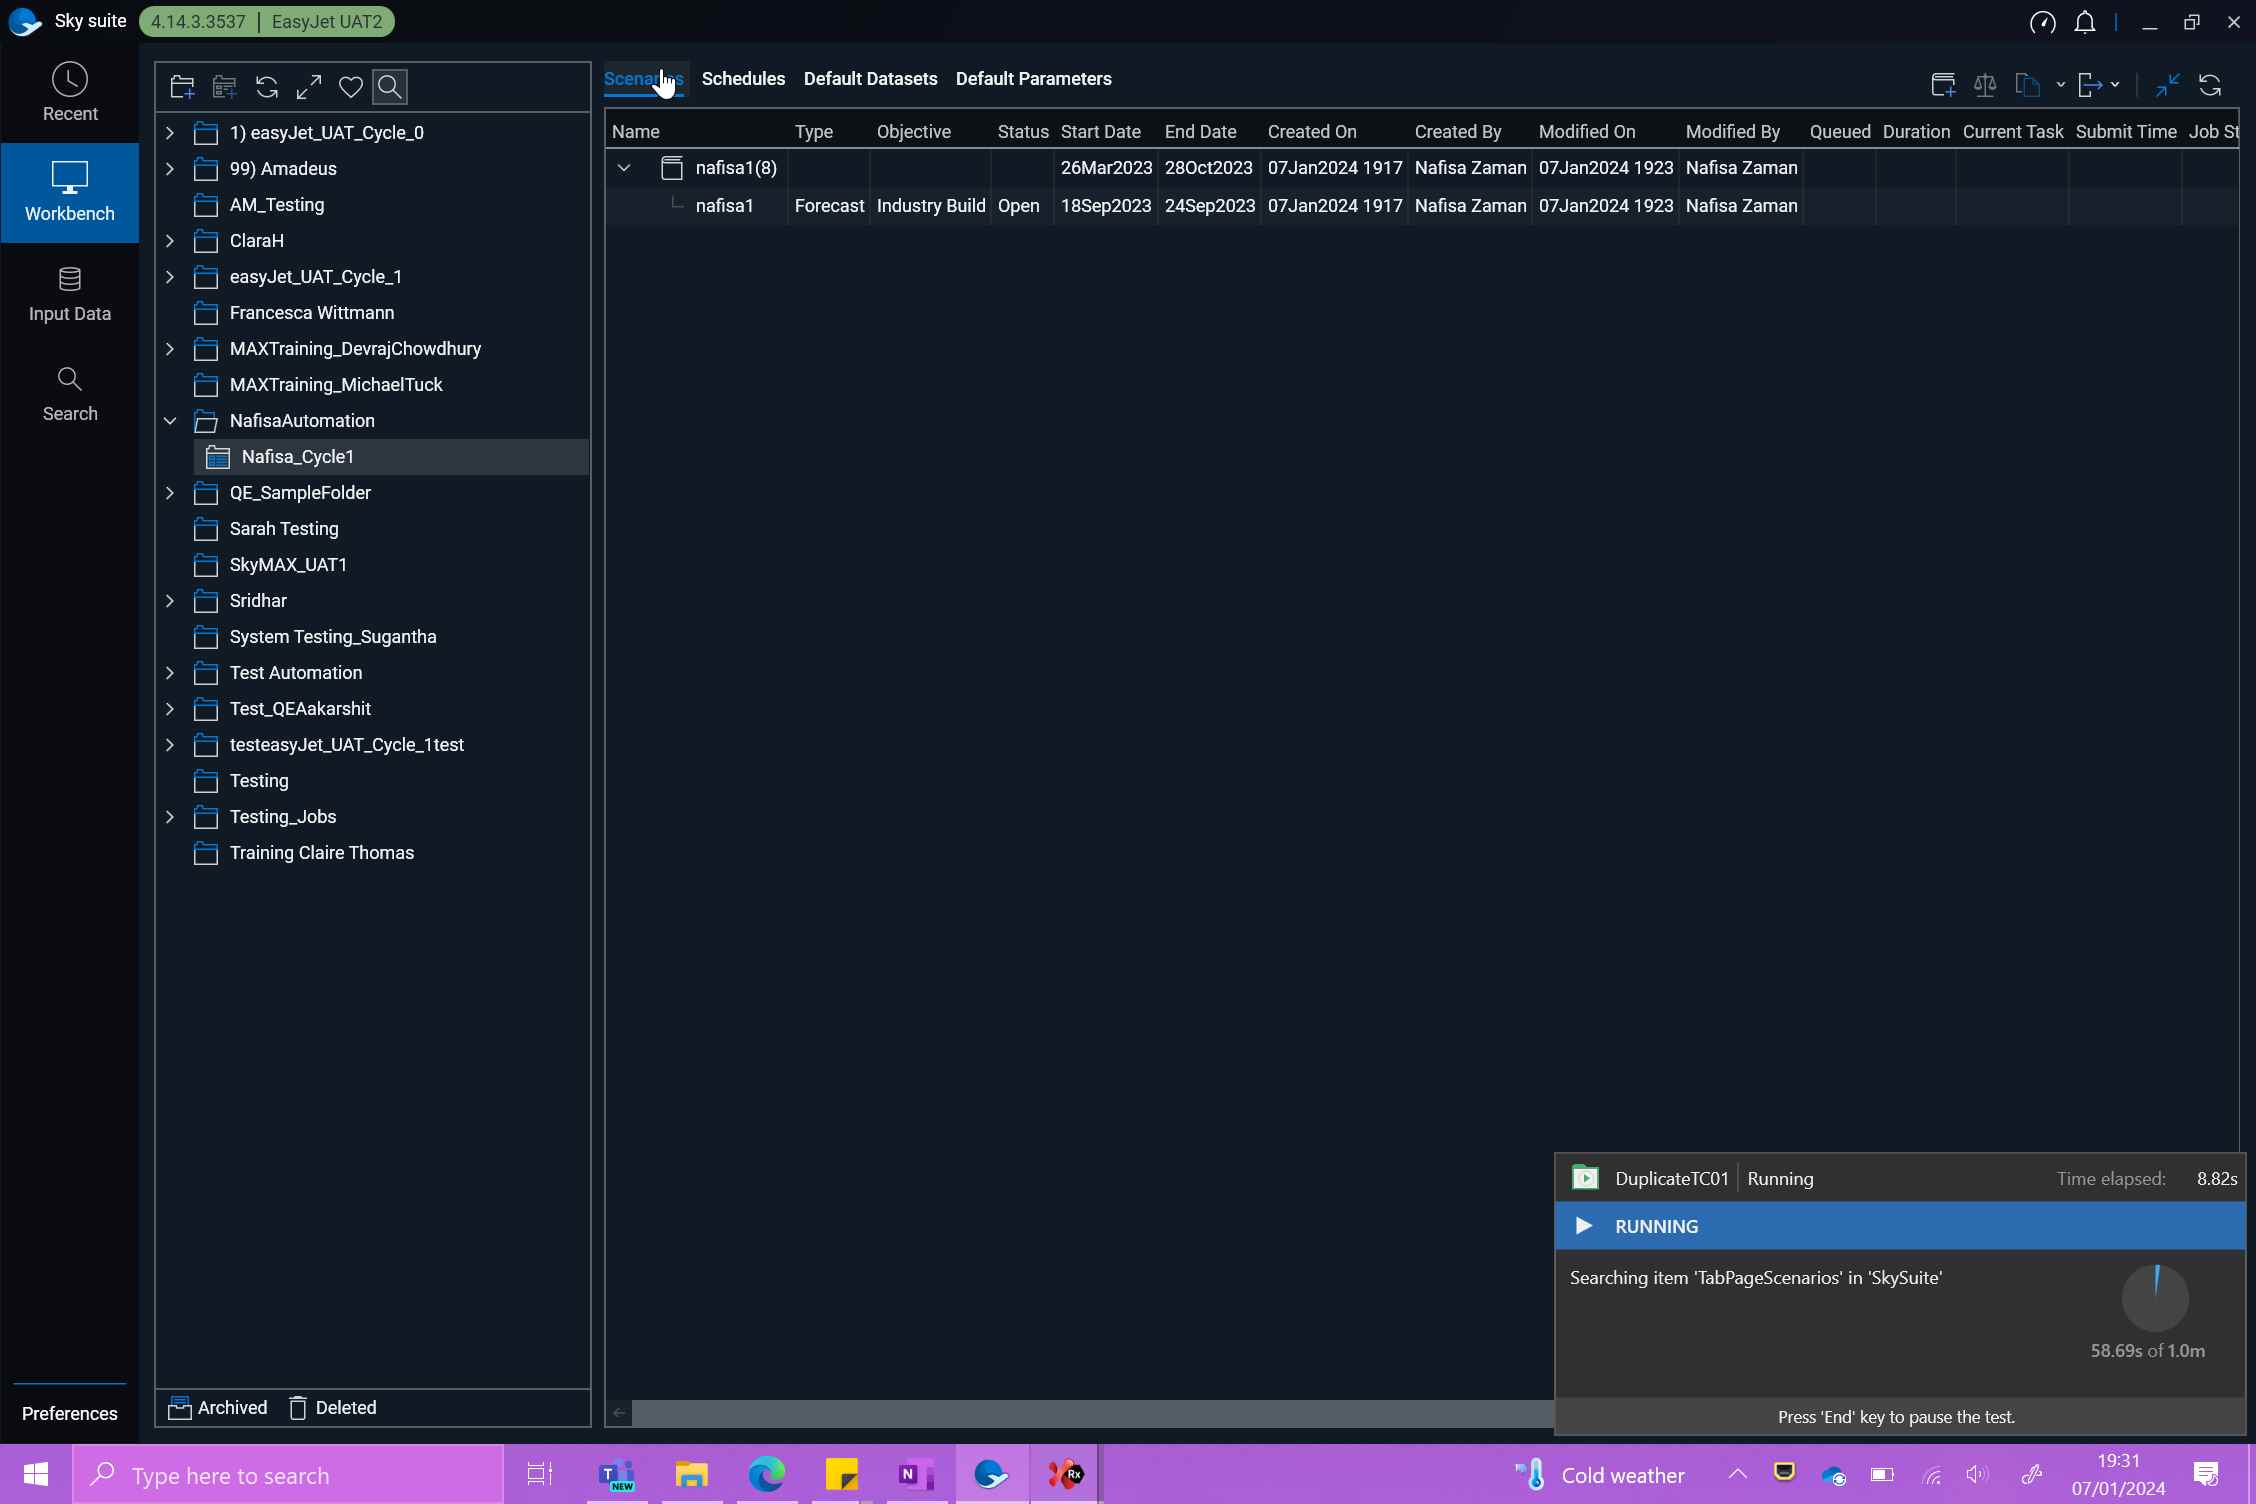 Sky suite 4.14.3.3537 | EasyJet UAT2
Recent
Workbench
Input Data
Search
Preferences
1) easyJet_UAT_Cycle_0
99) Amadeus
AM_Testing
ClaraH
easyJet_UAT_Cycle_1
Francesca Wittmann
MAXTraining_DevrajChowdhury
MAXTraining_MichaelTuck
NafisaAutomation
Nafisa_Cycle1
QE_SampleFolder
Sarah Testing
SkyMAX_UAT1
Sridhar
System Testing_Sugantha
Test Automation
Test_QEAakarshit
testeasyJet_UAT_Cycle_1test
Testing
Testing_Jobs
Training Claire Thomas
Archived Deleted
Scenarios Schedules Default Datasets Default Parameters
Name Type Objective Status Start Date End Date Created On Created By Modified On Modified By Queued Duration Current Task Submit Time Job St
nafisa1(8) 26Mar2023 28Oct2023 07Jan2024 1917 Nafisa Zaman 07Jan2024 1923 Nafisa Zaman
nafisa1 Forecast Industry Build Open 18Sep2023 24Sep2023 07Jan2024 1917 Nafisa Zaman 07Jan2024 1923 Nafisa Zaman
DuplicateTC01 | Running Time elapsed: 8.82s
RUNNING
Searching item 'TabPageScenarios' in 'SkySuite'
58.69s of 1.0m
Press 'End' key to pause the test.
Type here to search
T
NEW
N
Rx
Cold weather
19:31
07/01/2024